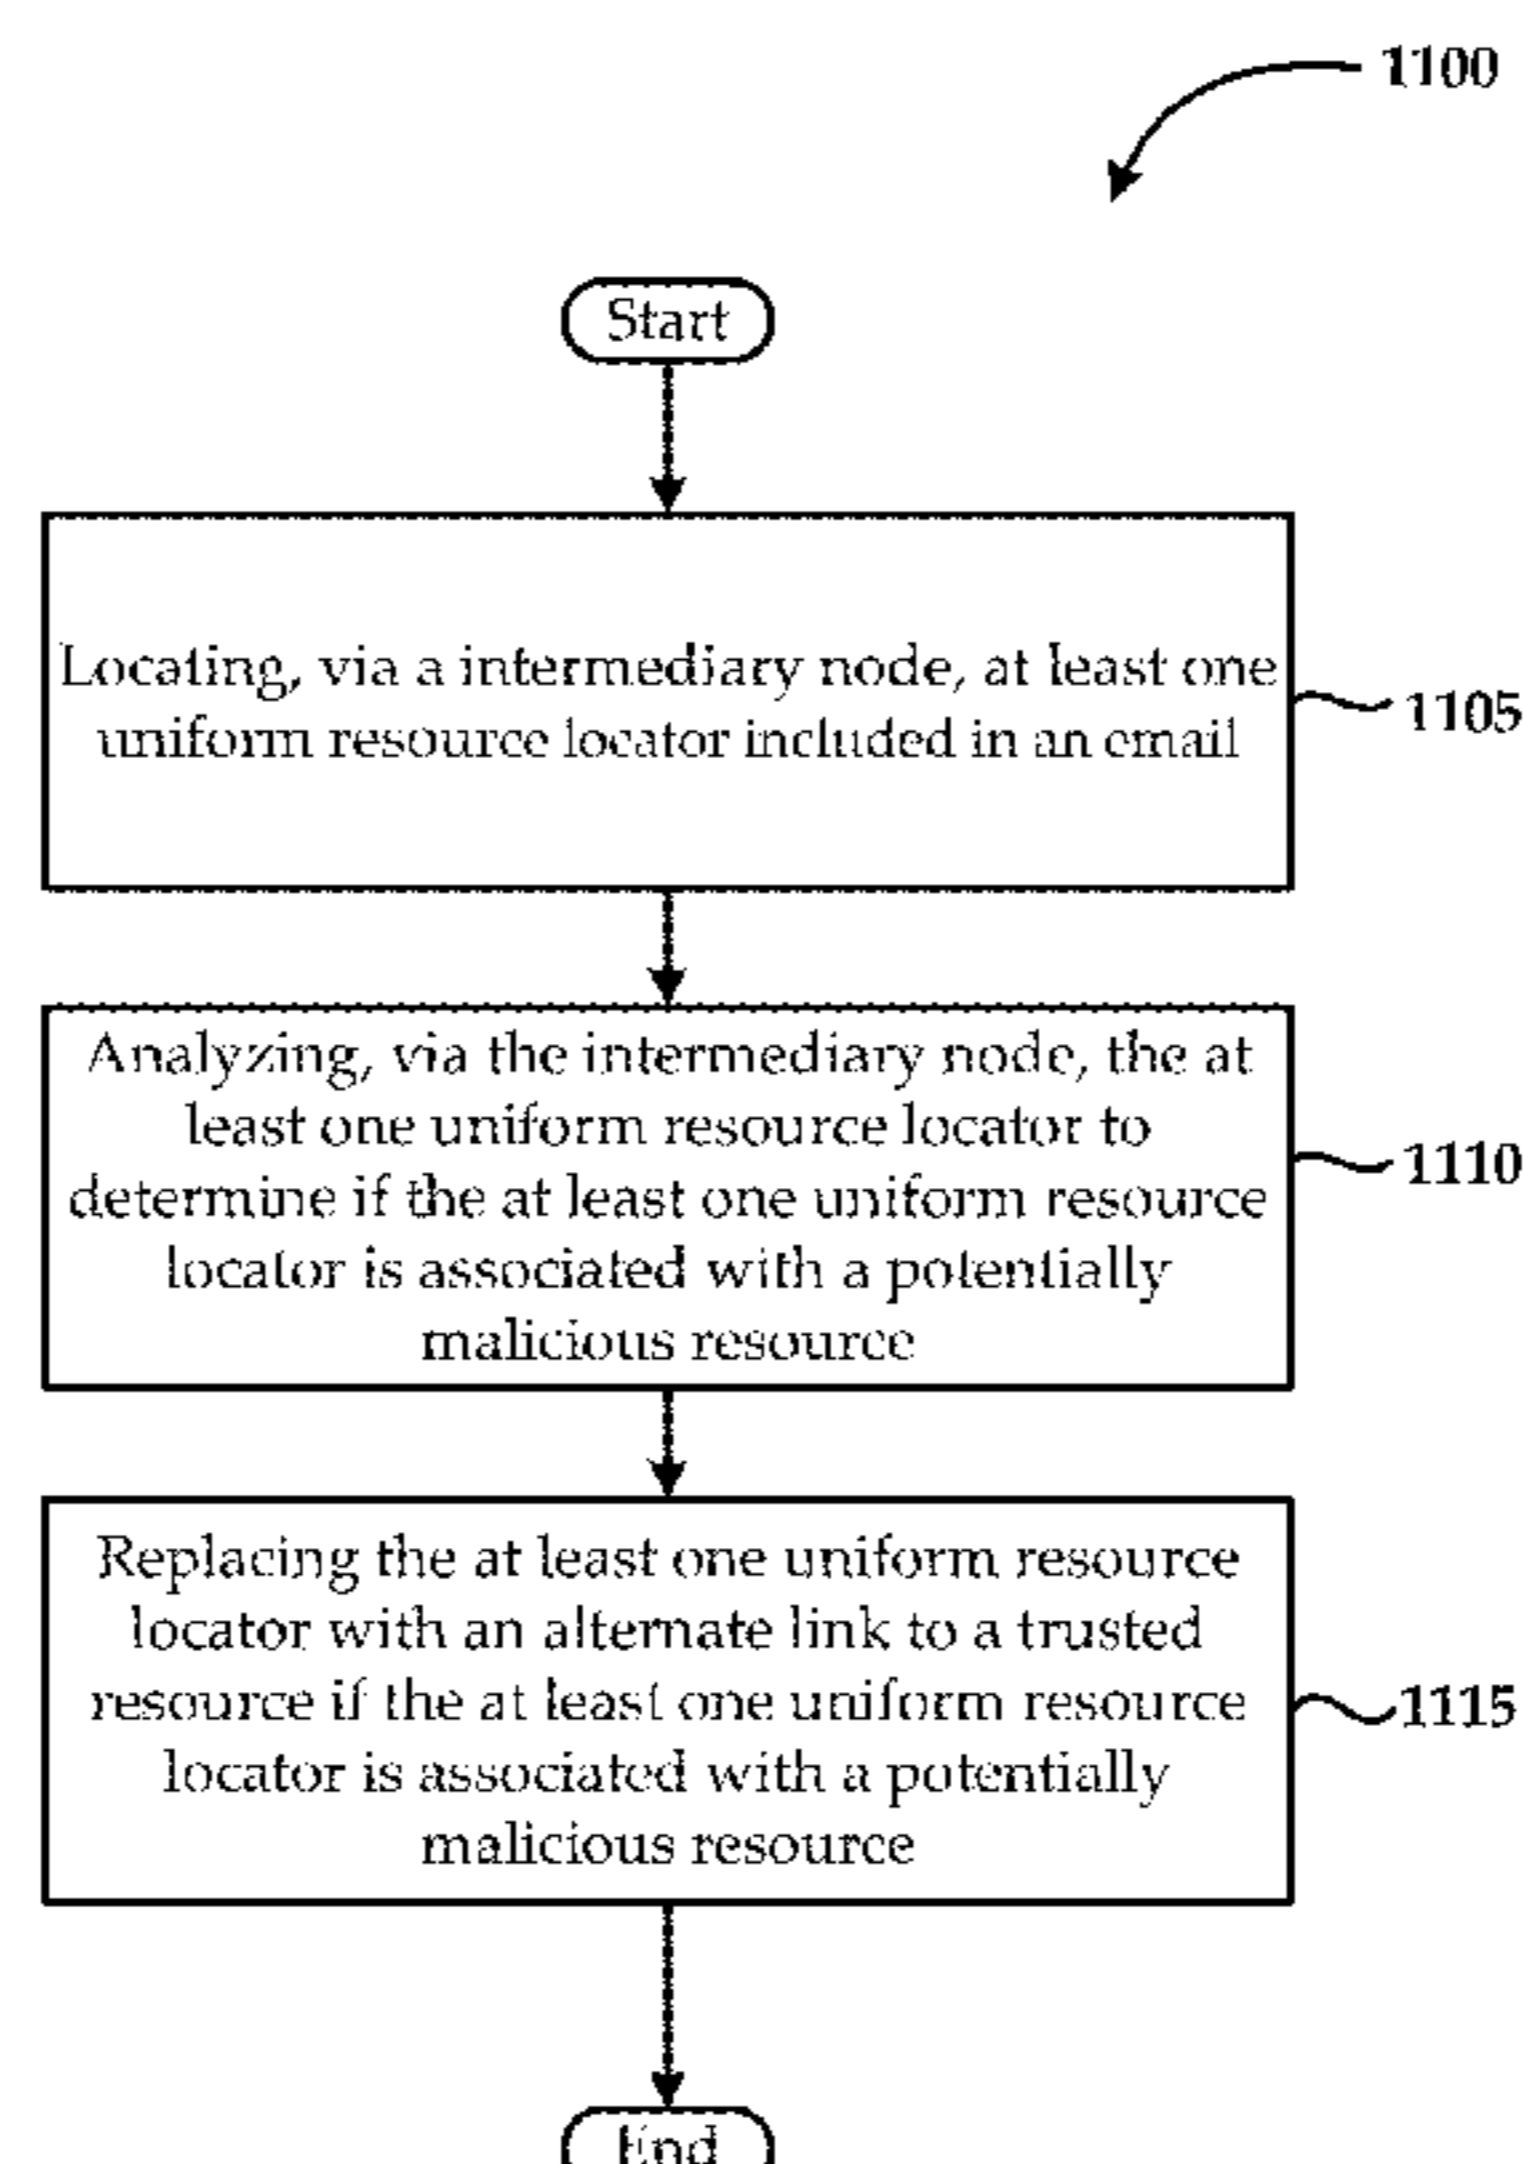 1100
Start
Locating, via a intermediary node, at least one
uniform resource locator included in an email
1105
Analyzing, via the intermediary node, the at
least one uniform resource locator to
determine if the at least one uniform resource
locator is associated with a potentially
malicious resource
1110
Replacing the at least one uniform resource
locator with an alternate link to a trusted
resource if the at least one uniform resource
locator is associated with a potentially
malicious resource
1115
End